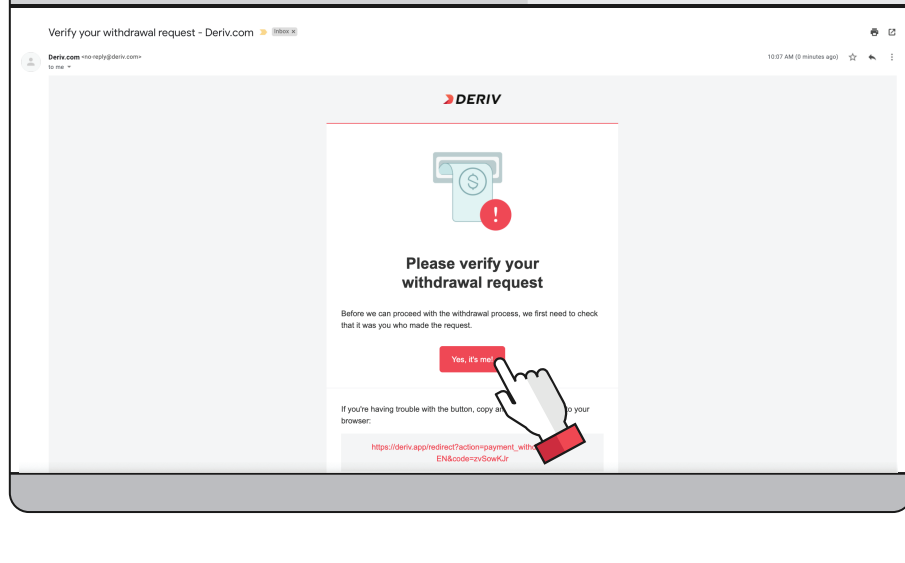 Verify your withdrawal request - Deriv.com
Inbox x
Deriv.com <no-reply@deriv.com>
10:07 AM (0 minutes ago)
to me
DERIV
$
!
Please verify your
withdrawal request
Before we can proceed with the withdrawal process, we first need to check
that it was you who made the request.
Yes, it's me!
If you're having trouble with the button, copy an to your
browser:
https://deriv.app/redirect?action=payment_with
EN&code=zvSowKJr